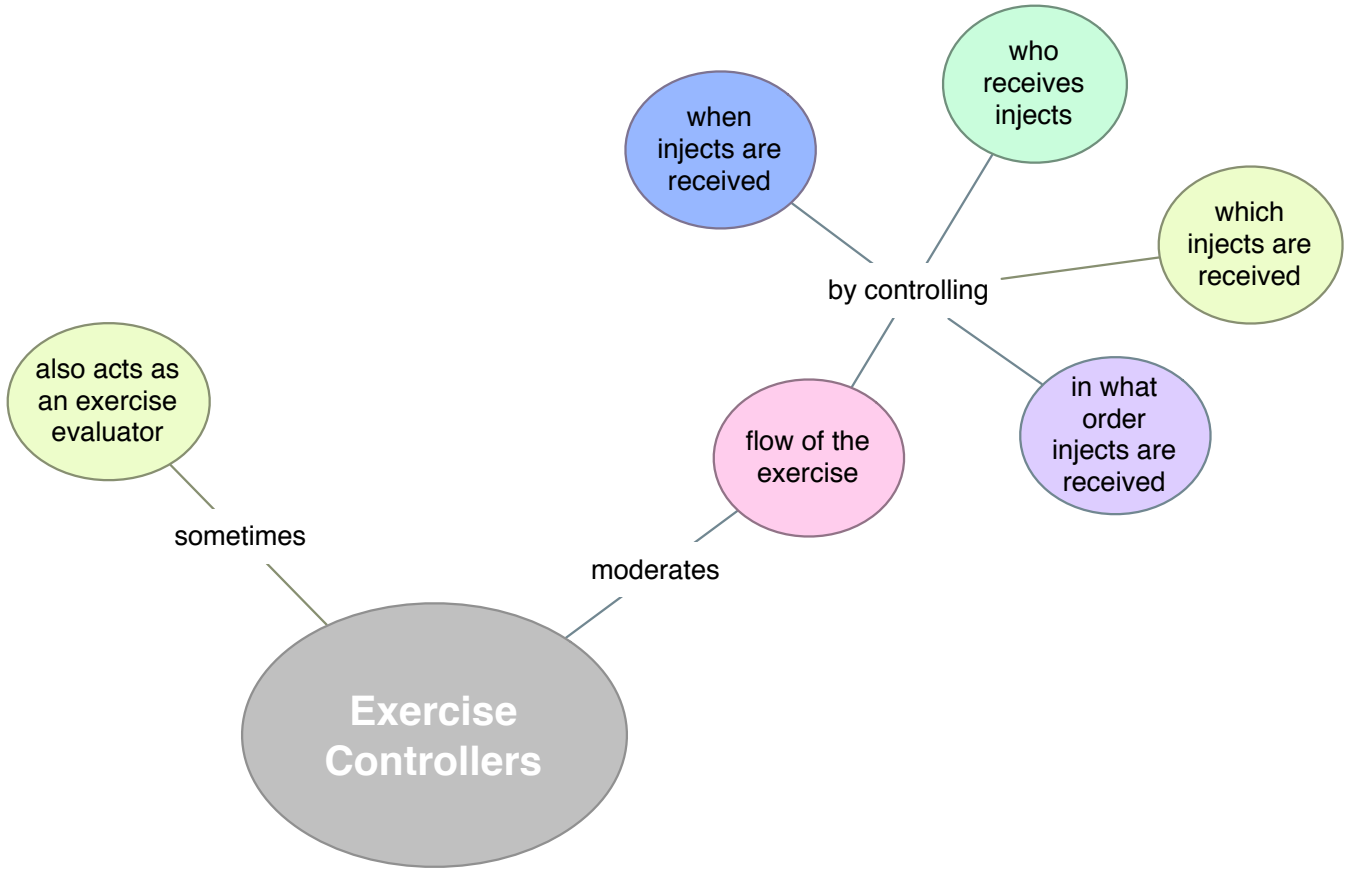 who
receives
injects
when
injects are
received
which
injects are
received
by controlling
also acts as
an exercise
evaluator
flow of the
exercise
in what
order
injects are
received
sometimes
moderates
Exercise
Controllers